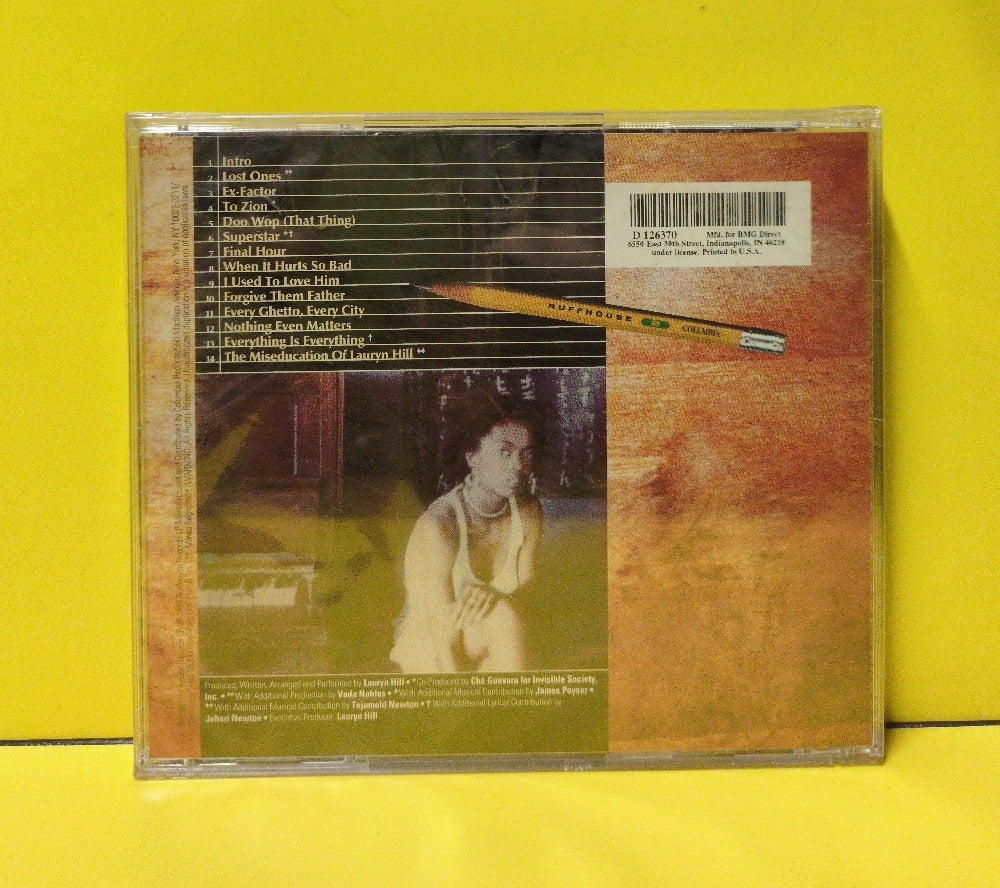 1 Intro
2 Lost Ones **
3 Ex-Factor
4 To Zion *
5 Doo Wop (That Thing)
6 Superstar *†
7 Final Hour
8 When It Hurts So Bad
9 I Used To Love Him
10 Forgive Them Father
11 Every Ghetto, Every City
12 Nothing Even Matters
13 Everything Is Everything †
14 The Miseducation Of Lauryn Hill
D 126370 Mfd. for BMG Direct
6550 East 30th Street, Indianapolis, IN 46219
under license. Printed in U.S.A.
RUFFHOUSE 2 COLUMBIA
Produced, Written, Arranged and Performed by Lauryn Hill • *Co-Produced by Ché Guevara for Invisible Society,
Inc. • **With Additional Production by Vada Nobles • *With Additional Musical Contribution by James Poyser •
With Additional Musical Contribution by Tejumold Newton • † With Additional Lyrical Contribution by
Johari Newton • Executive Producer Lauryn Hill